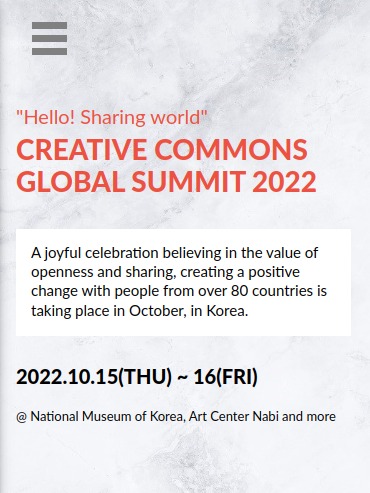 "Hello! Sharing world"
CREATIVE COMMONS
GLOBAL SUMMIT 2022
A joyful celebration believing in the value of
openness and sharing, creating a positive
change with people from over 80 countries is
taking place in October, in Korea.
2022.10.15(THU) ~ 16(FRI)
@ National Museum of Korea, Art Center Nabi and more